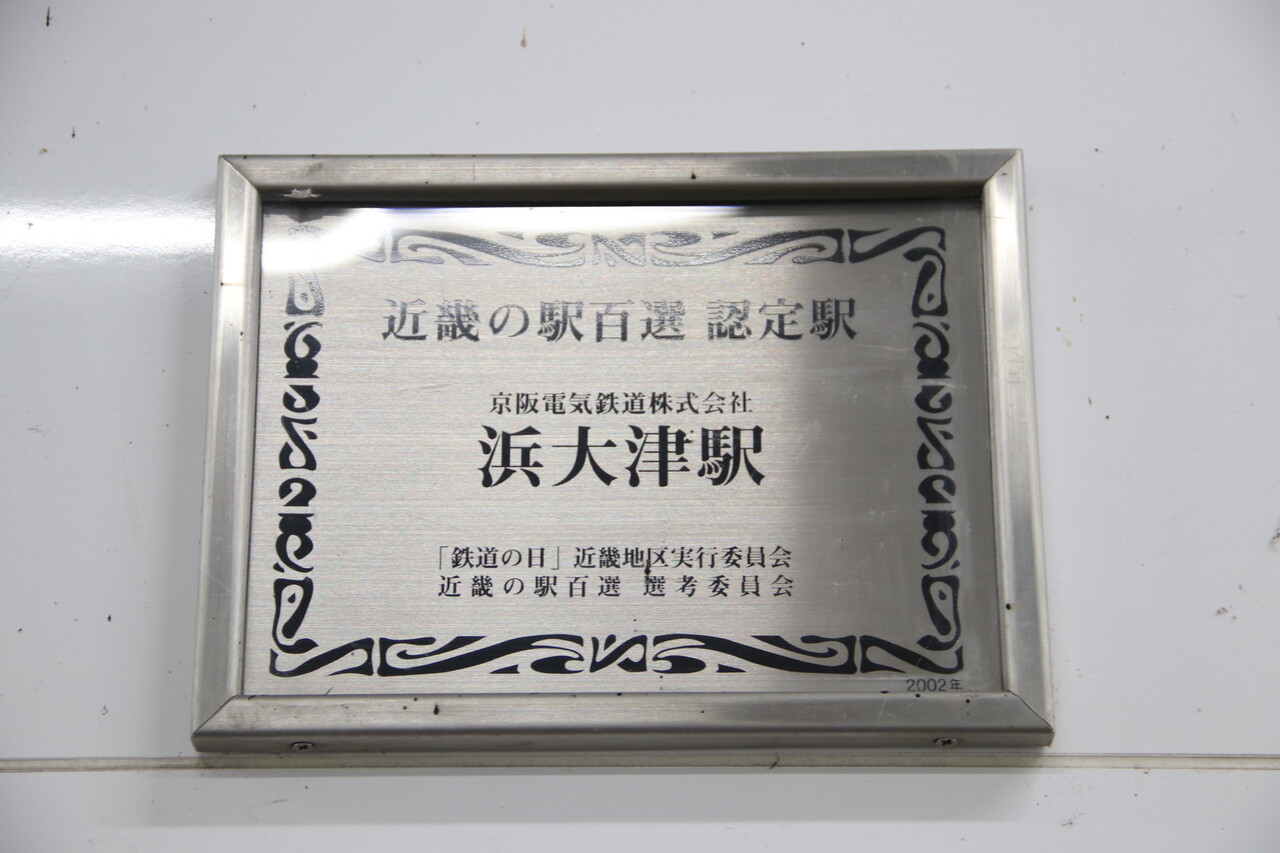 近畿の駅百選 認定駅
京阪電気鉄道株式会社
浜大津駅
「鉄道の日」近畿地区実行委員会
近畿の駅百選 選考委員会
2002年